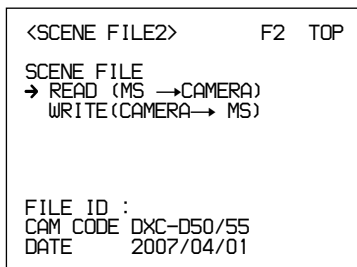 <SCENE FILE2> F2 TOP
SCENE FILE
→ READ (MS →CAMERA)
WRITE(CAMERA→ MS)
FILE ID :
CAM CODE DXC-D50/55
DATE 2007/04/01